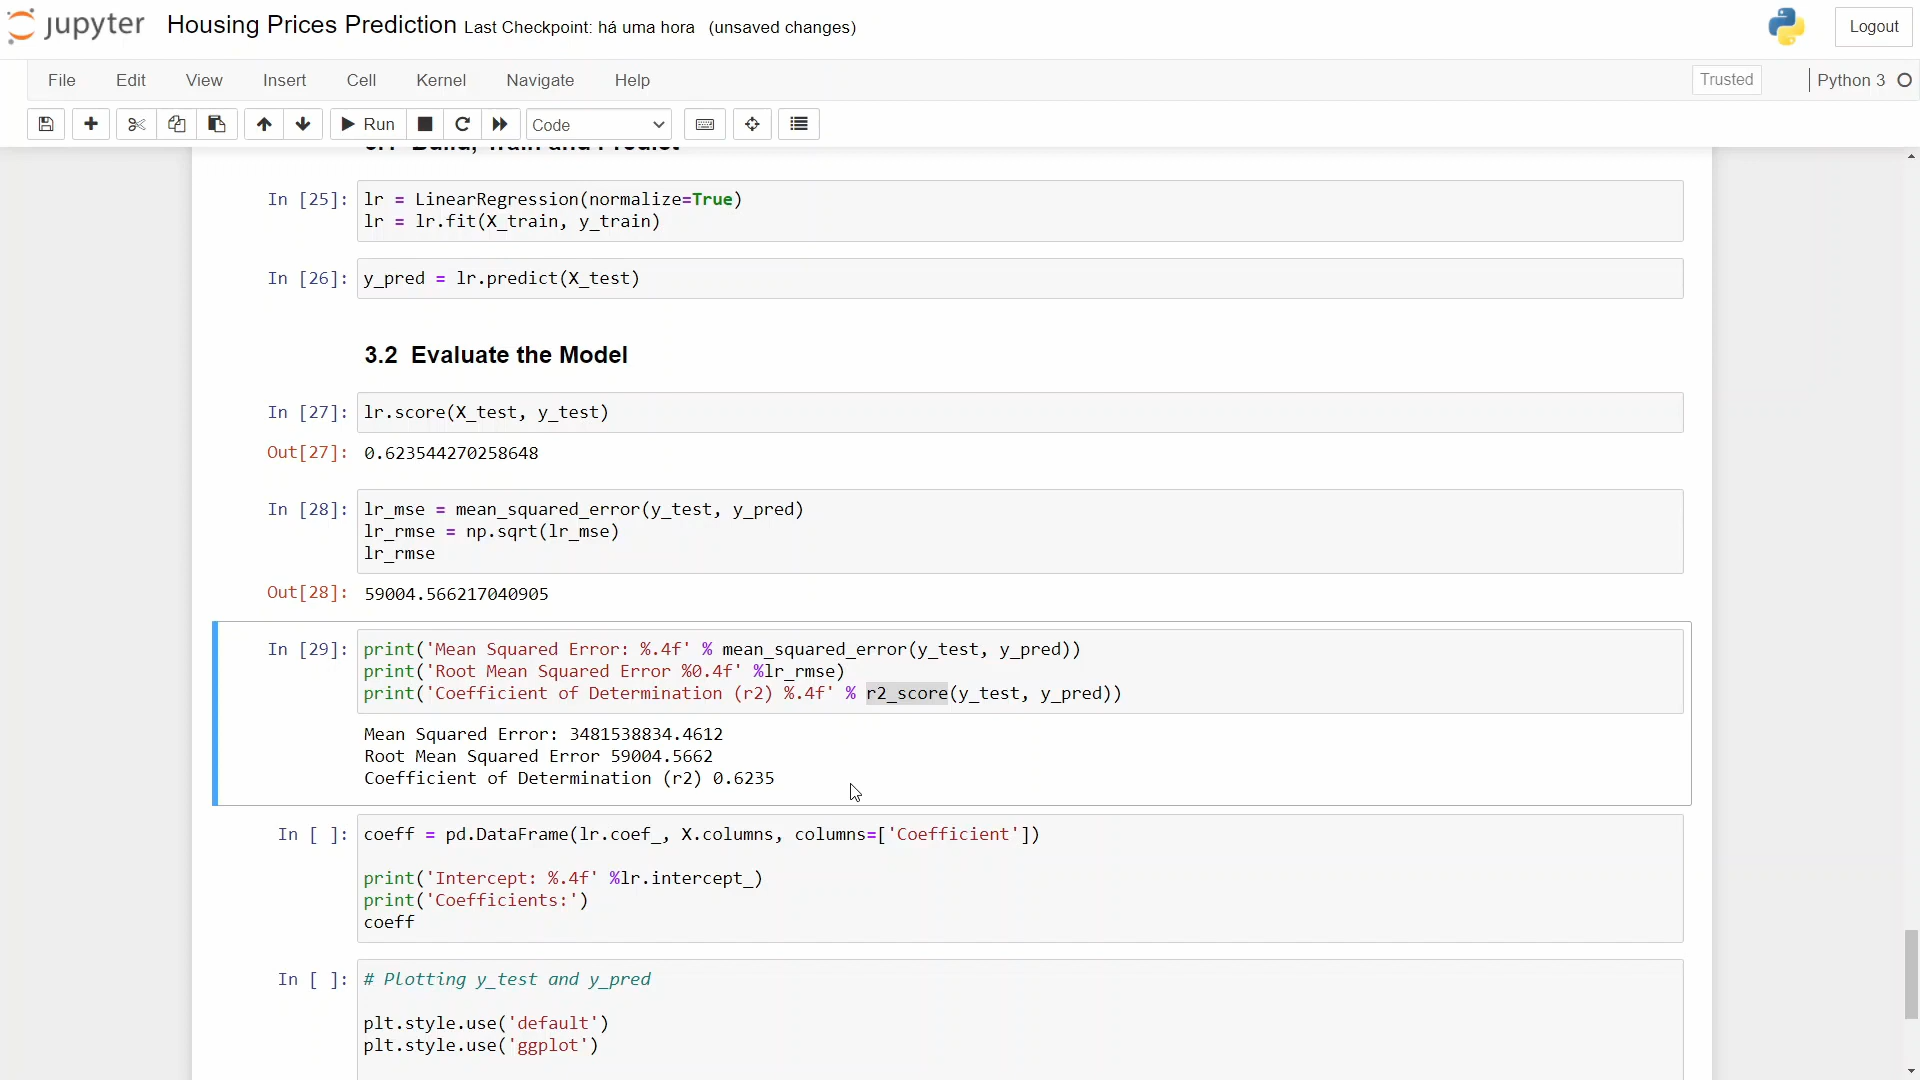 jupyter Housing Prices Prediction Last Checkpoint: há uma hora (unsaved changes) Logout
File Edit View Insert Cell Kernel Navigate Help Trusted Python 3
Run Code
3.1 Build, Train and Predict
In [25]: lr = LinearRegression(normalize=True)
lr = lr.fit(X_train, y_train)
In [26]: y_pred = lr.predict(X_test)
3.2 Evaluate the Model
In [27]: lr.score(X_test, y_test)
Out[27]: 0.623544270258648
In [28]: lr_mse = mean_squared_error(y_test, y_pred)
lr_rmse = np.sqrt(lr_mse)
lr_rmse
Out[28]: 59004.566217040905
In [29]: print('Mean Squared Error: %.4f' % mean_squared_error(y_test, y_pred))
print('Root Mean Squared Error %0.4f' %lr_rmse)
print('Coefficient of Determination (r2) %.4f' % r2_score(y_test, y_pred))
Mean Squared Error: 3481538834.4612
Root Mean Squared Error 59004.5662
Coefficient of Determination (r2) 0.6235
In [ ]: coeff = pd.DataFrame(lr.coef_, X.columns, columns=['Coefficient'])
print('Intercept: %.4f' %lr.intercept_)
print('Coefficients:')
coeff
In [ ]: # Plotting y_test and y_pred
plt.style.use('default')
plt.style.use('ggplot')